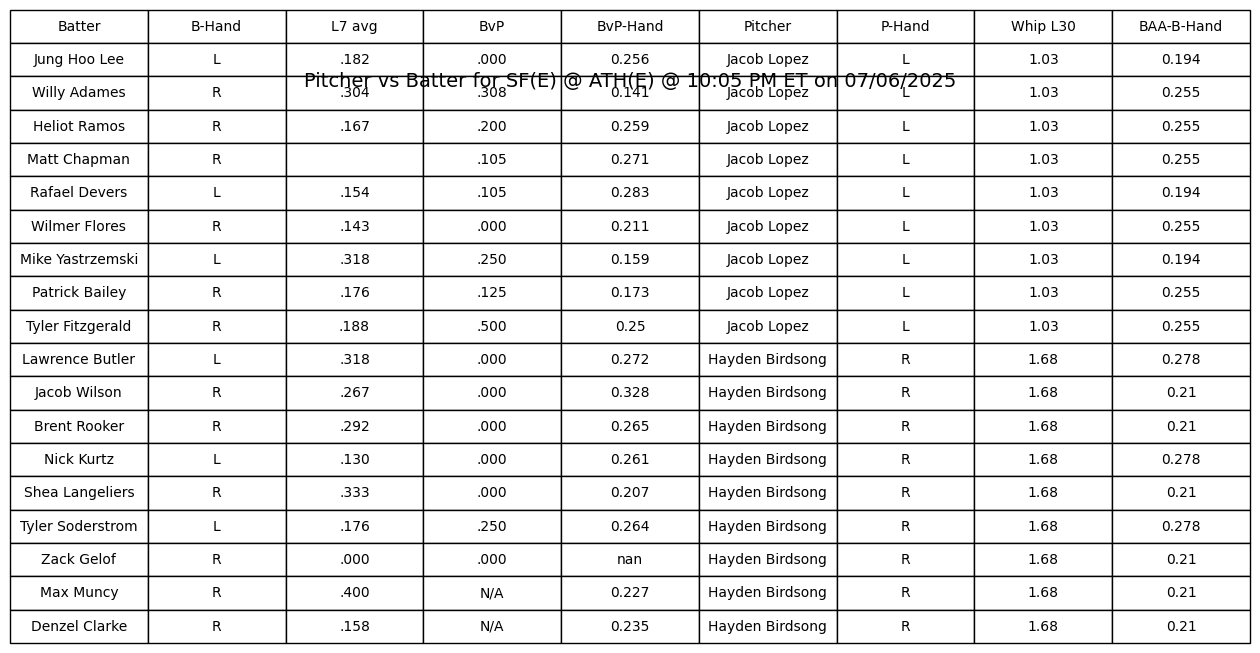 Batter B-Hand L7 avg BvP BvP-Hand Pitcher P-Hand Whip L30 BAA-B-Hand
Jung Hoo Lee L .182 .000 0.256 Jacob Lopez L 1.03 0.194
Pitcher vs Batter for SF(E) @ ATH(E) @ 10:05 PM ET on 07/06/2025
Willy Adames R .304 .308 0.141 Jacob Lopez L 1.03 0.255
Heliot Ramos R .167 .200 0.259 Jacob Lopez L 1.03 0.255
Matt Chapman R .105 0.271 Jacob Lopez L 1.03 0.255
Rafael Devers L .154 .105 0.283 Jacob Lopez L 1.03 0.194
Wilmer Flores R .143 .000 0.211 Jacob Lopez L 1.03 0.255
Mike Yastrzemski L .318 .250 0.159 Jacob Lopez L 1.03 0.194
Patrick Bailey R .176 .125 0.173 Jacob Lopez L 1.03 0.255
Tyler Fitzgerald R .188 .500 0.25 Jacob Lopez L 1.03 0.255
Lawrence Butler L .318 .000 0.272 Hayden Birdsong R 1.68 0.278
Jacob Wilson R .267 .000 0.328 Hayden Birdsong R 1.68 0.21
Brent Rooker R .292 .000 0.265 Hayden Birdsong R 1.68 0.21
Nick Kurtz L .130 .000 0.261 Hayden Birdsong R 1.68 0.278
Shea Langeliers R .333 .000 0.207 Hayden Birdsong R 1.68 0.21
Tyler Soderstrom L .176 .250 0.264 Hayden Birdsong R 1.68 0.278
Zack Gelof R .000 .000 nan Hayden Birdsong R 1.68 0.21
Max Muncy R .400 N/A 0.227 Hayden Birdsong R 1.68 0.21
Denzel Clarke R .158 N/A 0.235 Hayden Birdsong R 1.68 0.21